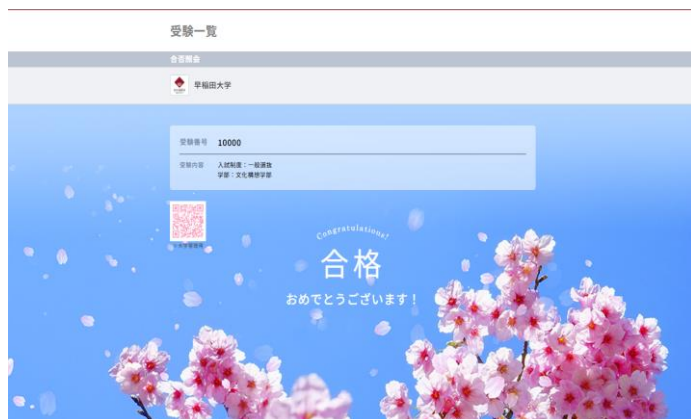 受験一覧
合否照会
早稲田大学
受験番号 10000
受験内容 入試制度：一般選抜
学部：文化構想学部
Congratulations!
合格
おめでとうございます！